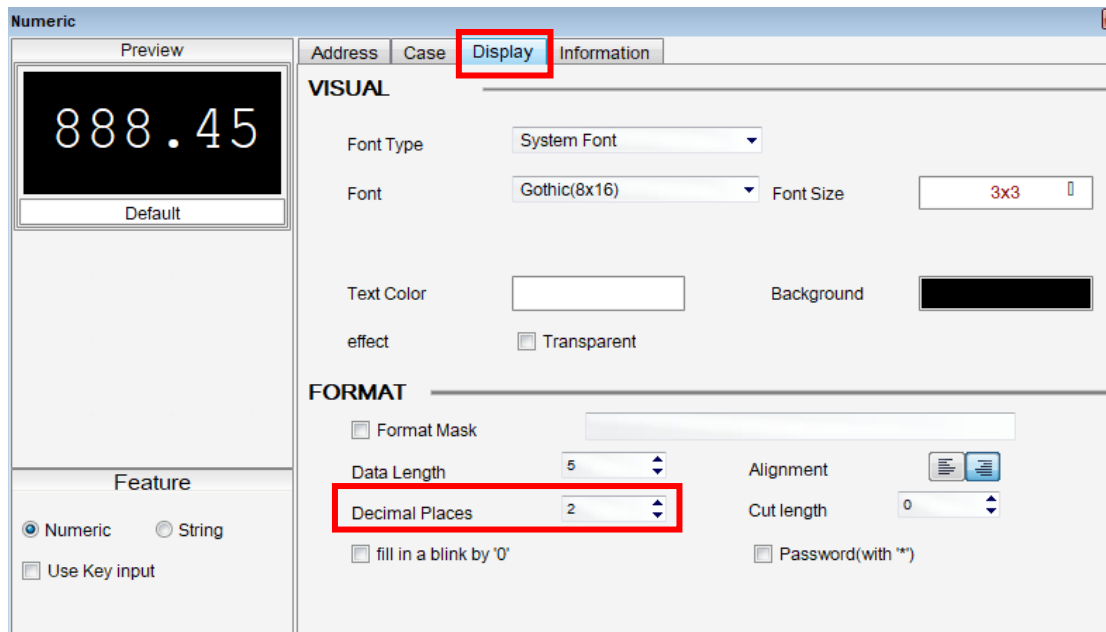 Numeric
Preview
888.45
Default
Address Case Display Information
VISUAL
Font Type System Font
Font Gothic(8x16) Font Size 3x3
Text Color Background
effect Transparent
FORMAT
Format Mask
Data Length 5 Alignment
Decimal Places 2 Cut length 0
fill in a blink by '0' Password(with '*')
Feature
Numeric String
Use Key input